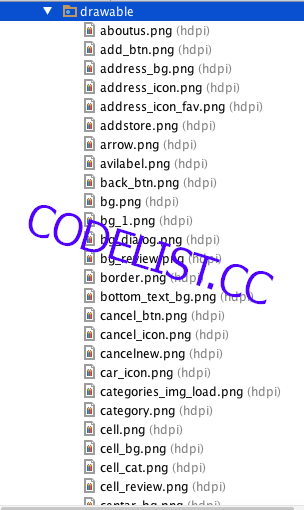 drawable
aboutus.png (hdpi)
add_btn.png (hdpi)
address_bg.png (hdpi)
address_icon.png (hdpi)
address_icon_fav.png (hdpi)
addstore.png (hdpi)
arrow.png (hdpi)
avilabel.png (hdpi)
back_btn.png (hdpi)
bg.png (hdpi)
bg_1.png (hdpi)
bg_dialog.png (hdpi)
bg_review.png (hdpi)
border.png (hdpi)
bottom_text_bg.png (hdpi)
cancel_btn.png (hdpi)
cancel_icon.png (hdpi)
cancelnew.png (hdpi)
car_icon.png (hdpi)
categories_img_load.png (hdpi)
category.png (hdpi)
cell.png (hdpi)
cell_bg.png (hdpi)
cell_cat.png (hdpi)
cell_review.png (hdpi)
centar_bg.png (hdpi)
CODELIST.CC